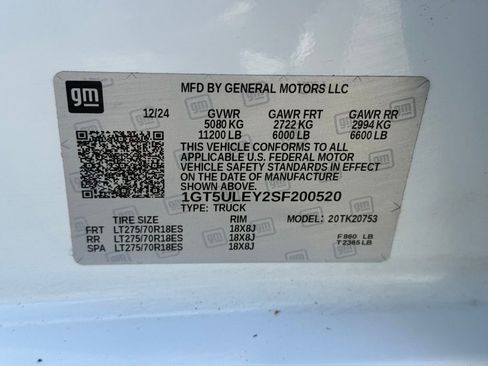 gm
MFD BY GENERAL MOTORS LLC
12/24 GVWR GAWR FRT GAWR RR
5080 KG 2722 KG 2994 KG
11200 LB 6000 LB 6600 LB
THIS VEHICLE CONFORMS TO ALL
APPLICABLE U.S. FEDERAL MOTOR
VEHICLE SAFETY STANDARDS IN EFFECT
ON THE DATE OF MANUFACTURE
SHOWN ABOVE.
1GT5ULEY2SF200520
TYPE: TRUCK MODEL: 20TK20753
TIRE SIZE RIM
FRT LT275/70R18ES 18X8J F 860 LB
RR LT275/70R18ES 18X8J T 2365 LB
SPA LT275/70R18ES 18X8J